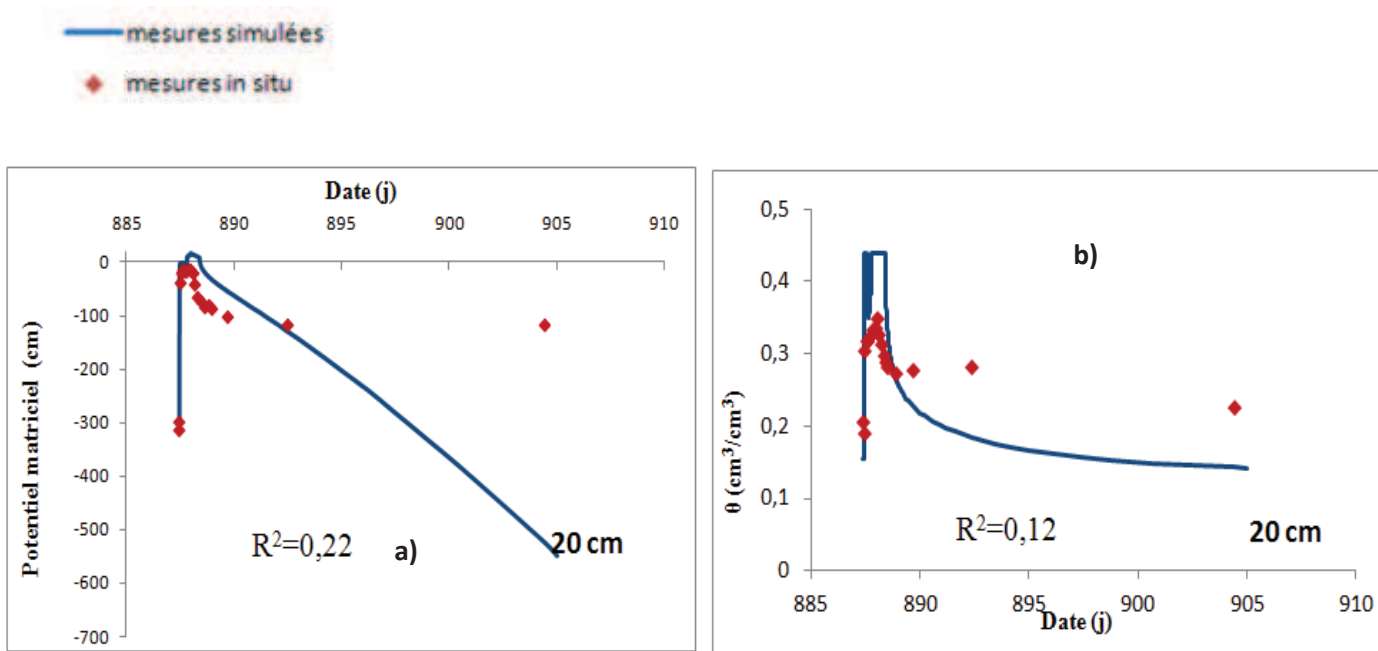 mesures simulées
mesures in situ
Date (j)
885 890 895 900 905 910
0
-100
-200
-300
-400
-500
-600
-700
Potentiel matriciel (cm)
R²=0,22
a)
20 cm
0,5
0,4
0,3
0,2
0,1
0
θ (cm³/cm³)
b)
R²=0,12
20 cm
885 890 895 900 905 910
Date (j)